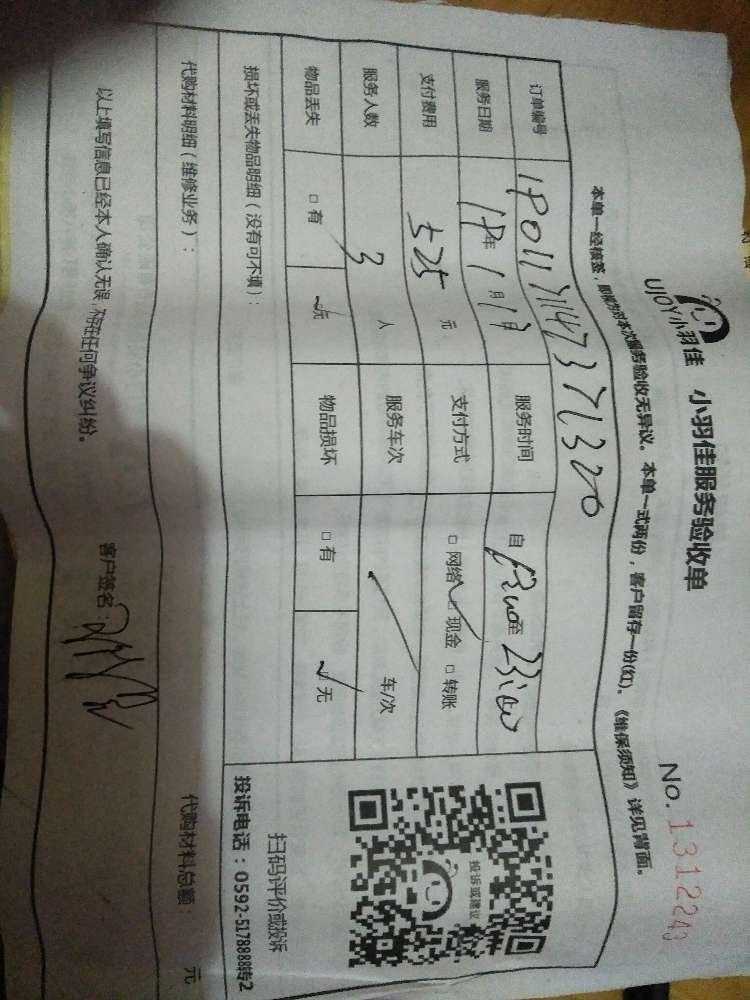 UJOY小羽佳 小羽佳服务验收单
No. 1312243
本单一经核签，即视为对本次服务验收无异议。本单一式两份，客户留存一份(红)。《维保须知》详见背面。
订单编号
服务日期 18年 1月 17 服务时间 自 至
支付费用 525 元 支付方式 □ 网络 □ 现金 □ 转账
服务人数 3 人 服务车次 车/次
物品丢失 □ 有 □ 无 物品损坏 □ 有 □ 无
投诉或建议
扫码评价或投诉
投诉电话：0592-5178888转2
损坏或丢失物品明细（没有可不填）：
代购材料明细（维修业务）： 代购材料总额 元
以上填写信息已经本人确认无误，不存在任何争议纠纷。 客户签名：